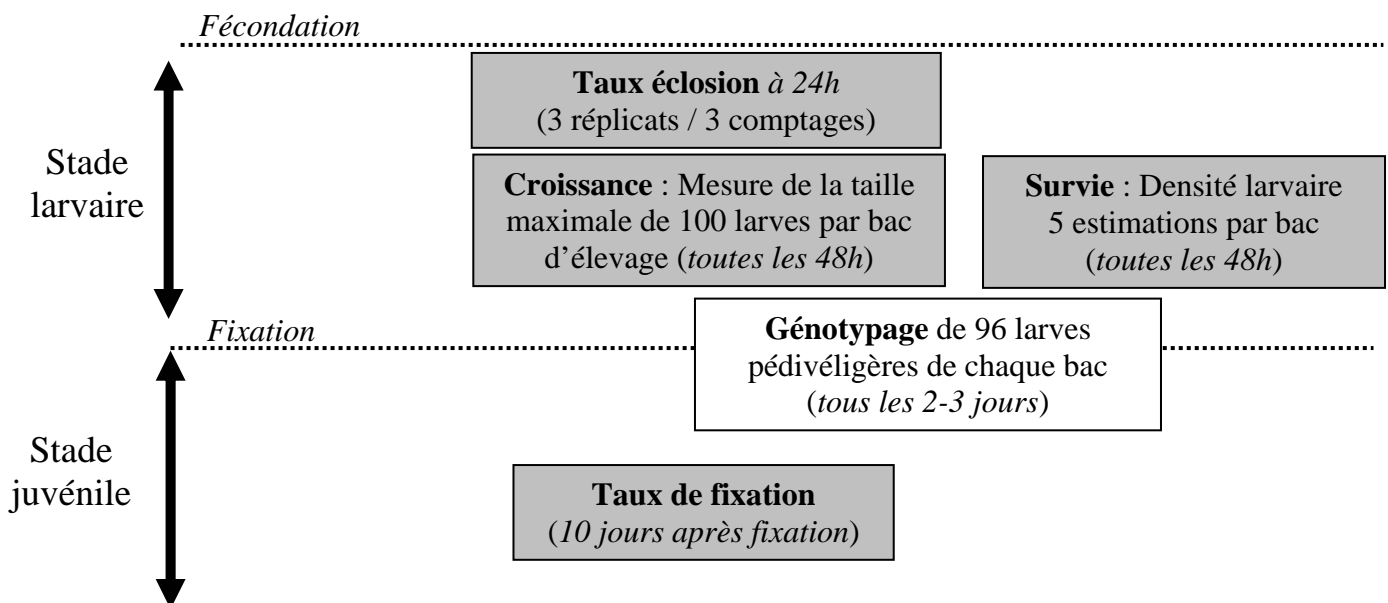 Fécondation
Taux éclosion à 24h
(3 réplicats / 3 comptages)
Stade
larvaire
Croissance : Mesure de la taille
maximale de 100 larves par bac
d’élevage (toutes les 48h)
Survie : Densité larvaire
5 estimations par bac
(toutes les 48h)
Fixation
Génotypage de 96 larves
pédivéligères de chaque bac
(tous les 2-3 jours)
Stade
juvénile
Taux de fixation
(10 jours après fixation)